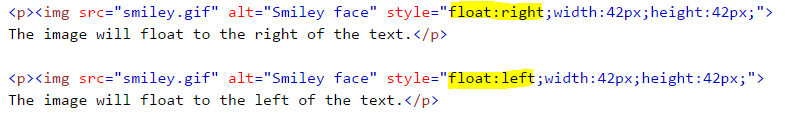 <p><img src="smiley.gif" alt="Smiley face" style="float:right;width:42px;height:42px;">
The image will float to the right of the text.</p>
<p><img src="smiley.gif" alt="Smiley face" style="float:left;width:42px;height:42px;">
The image will float to the left of the text.</p>